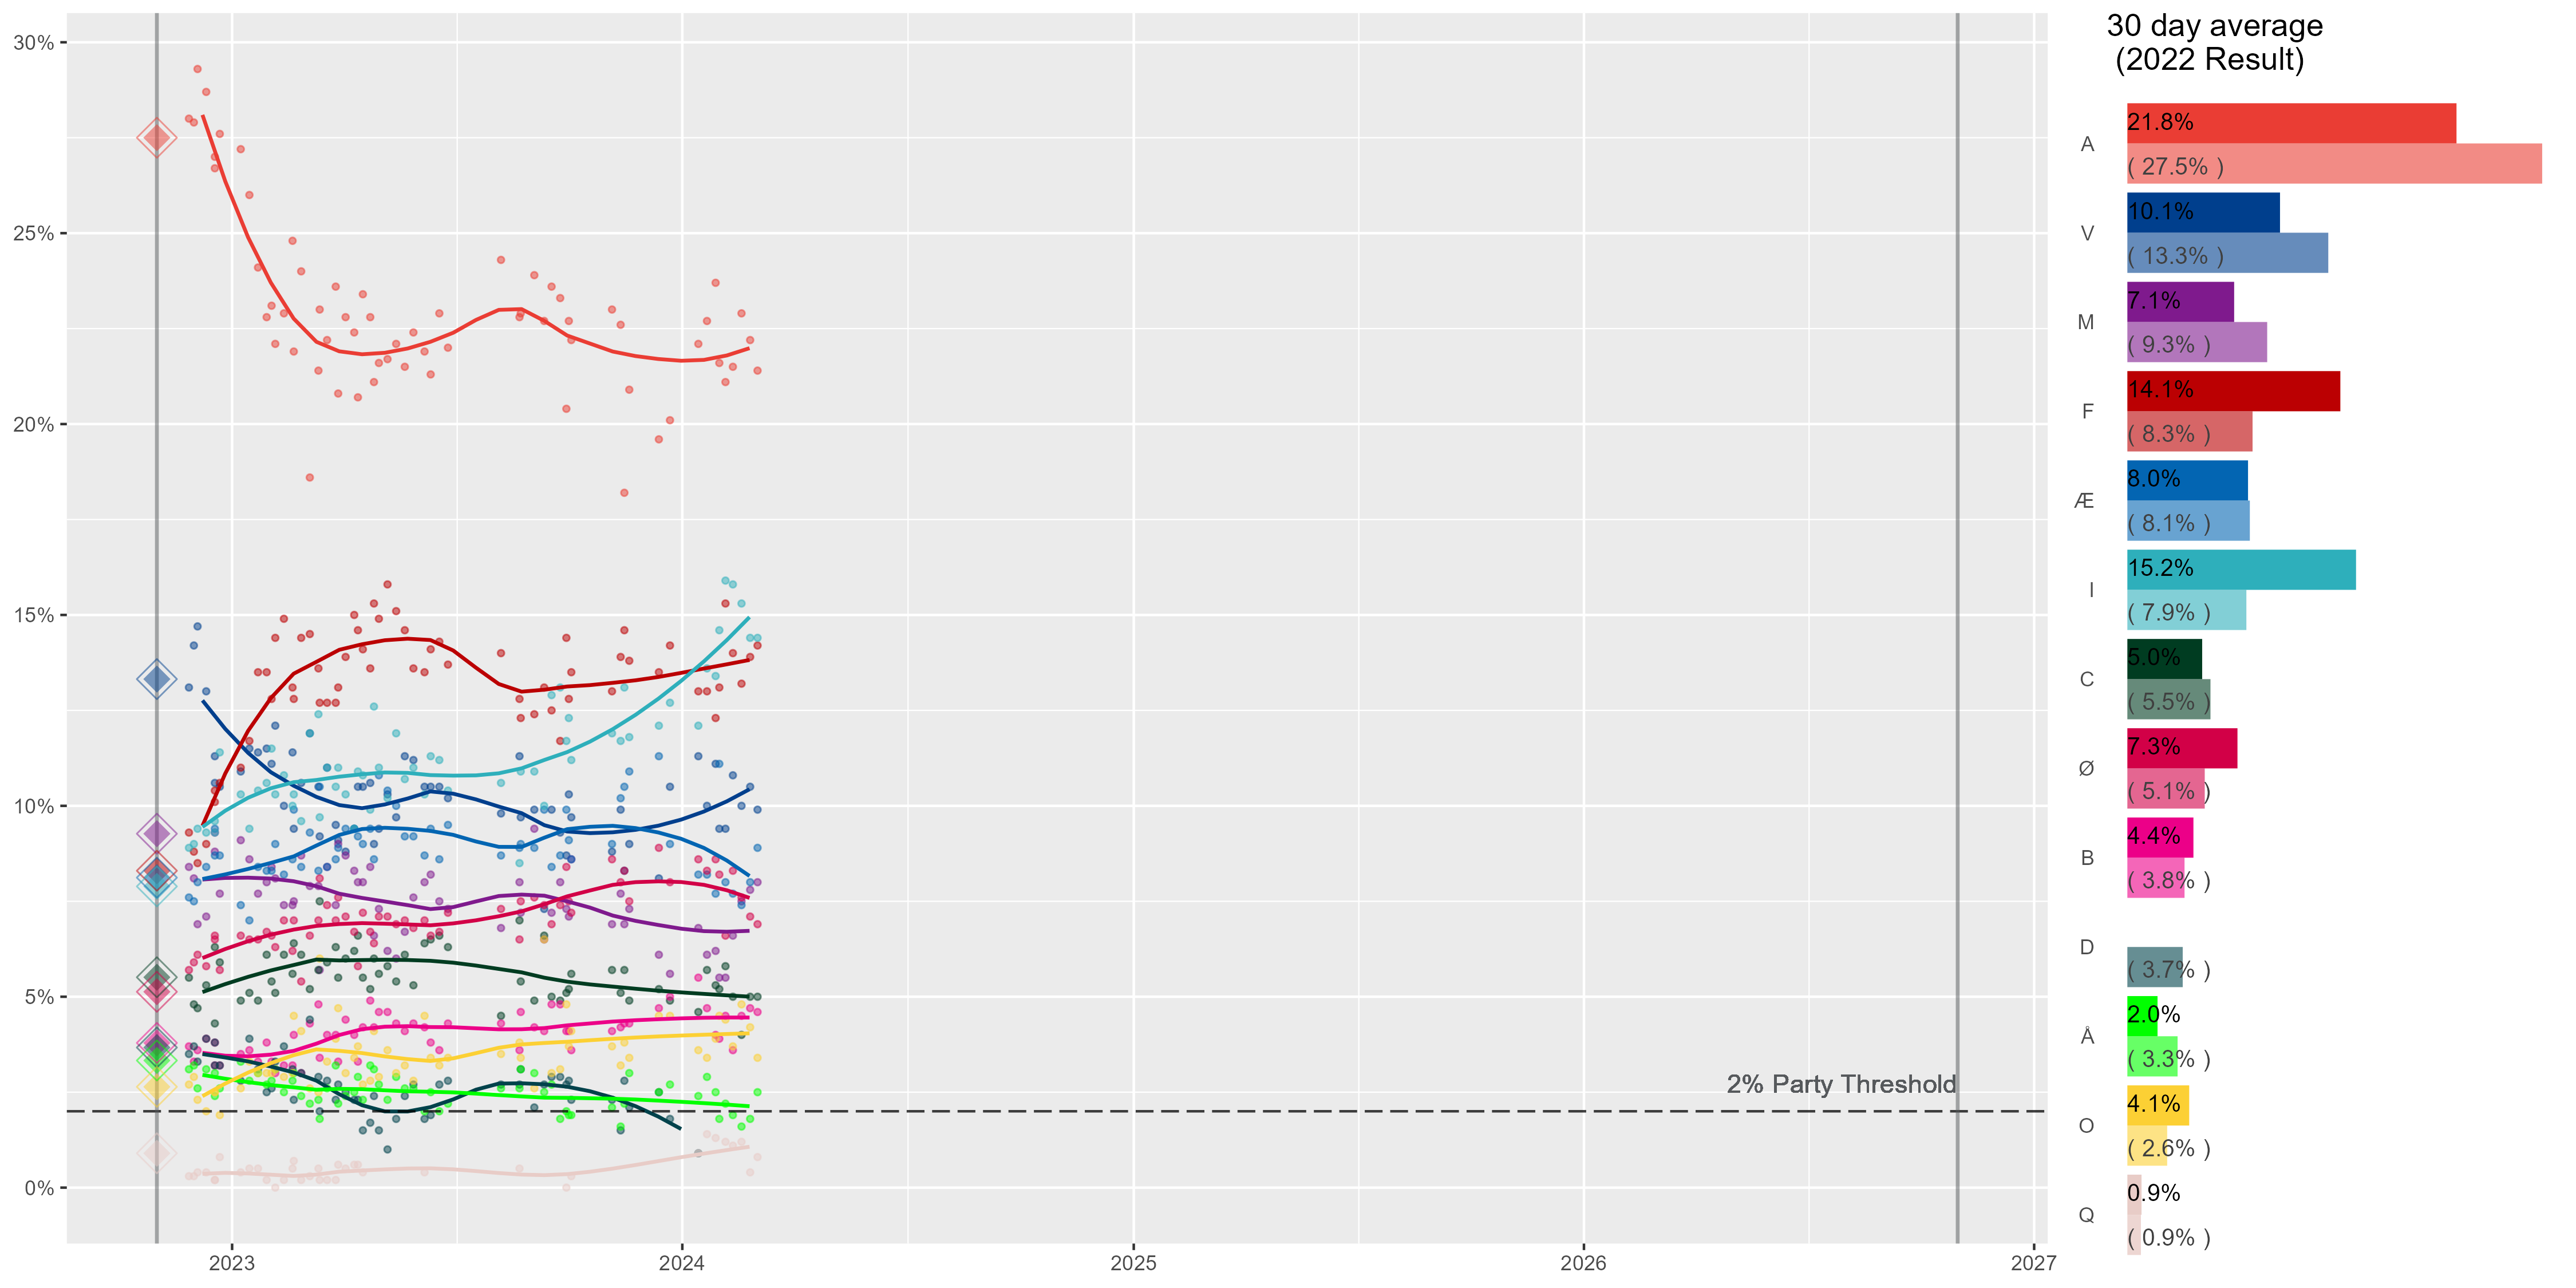 30 day average
(2022 Result)
30%
25%
20%
15%
10%
5%
0%
2% Party Threshold
2023
2024
2025
2026
2027
A
21.8%
( 27.5% )
V
10.1%
( 13.3% )
M
7.1%
( 9.3% )
F
14.1%
( 8.3% )
Æ
8.0%
( 8.1% )
I
15.2%
( 7.9% )
C
5.0%
( 5.5% )
Ø
7.3%
( 5.1% )
B
4.4%
( 3.8% )
D
( 3.7% )
Å
2.0%
( 3.3% )
O
4.1%
( 2.6% )
Q
0.9%
( 0.9% )